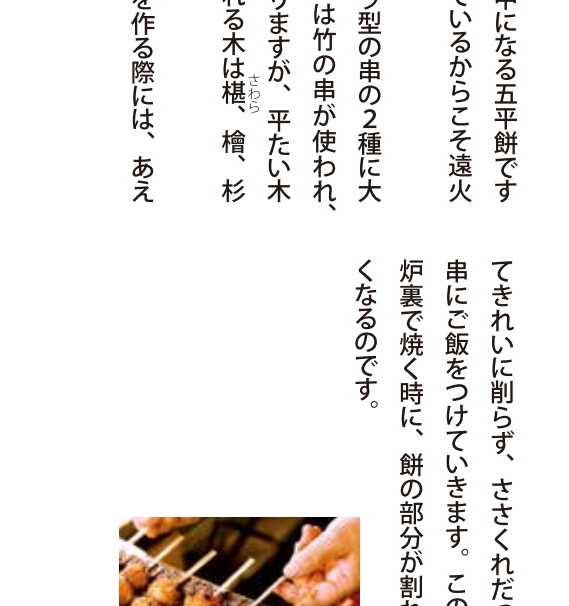 になる五平餅です
いるからこそ遠火
型の串の2種に大
は竹の串が使われ、
ますが、平たい木
れる木は椹、檜、杉
さわら
を作る際には、あえ
てきれいに削らず、ささくれだ
串にご飯をつけていきます。この
炉裏で焼く時に、餅の部分が割れ
くなるのです。